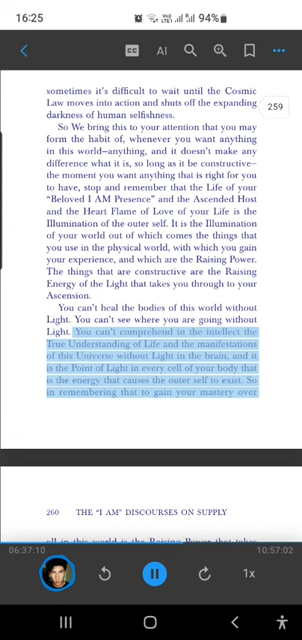 16:25
94%
CC
AI
259
sometimes it's difficult to wait until the Cosmic
Law moves into action and shuts off the expanding
darkness of human selfishness.
So We bring this to your attention that you may
form the habit of, whenever you want anything
in this world—anything, and it doesn't make any
difference what it is, so long as it be constructive—
the moment you want anything that is right for you
to have, stop and remember that the Life of your
"Beloved I AM Presence" and the Ascended Host
and the Heart Flame of Love of your Life is the
Illumination of the outer self. It is the Illumination
of your world out of which comes the things that
you use in the physical world, with which you gain
your experience, and which are the Raising Power.
The things that are constructive are the Raising
Energy of the Light that takes you through to your
Ascension.
You can't heal the bodies of this world without
Light. You can't see where you are going without
Light. You can't comprehend in the intellect the
True Understanding of Life and the manifestations
of this Universe without Light in the brain, and it
is the Point of Light in every cell of your body that
is the energy that causes the outer self to exist. So
in remembering that to gain your mastery over
260 THE "I AM" DISCOURSES ON SUPPLY
all in this world is the Raising Power that takes
06:37:10
10:57:02
1x